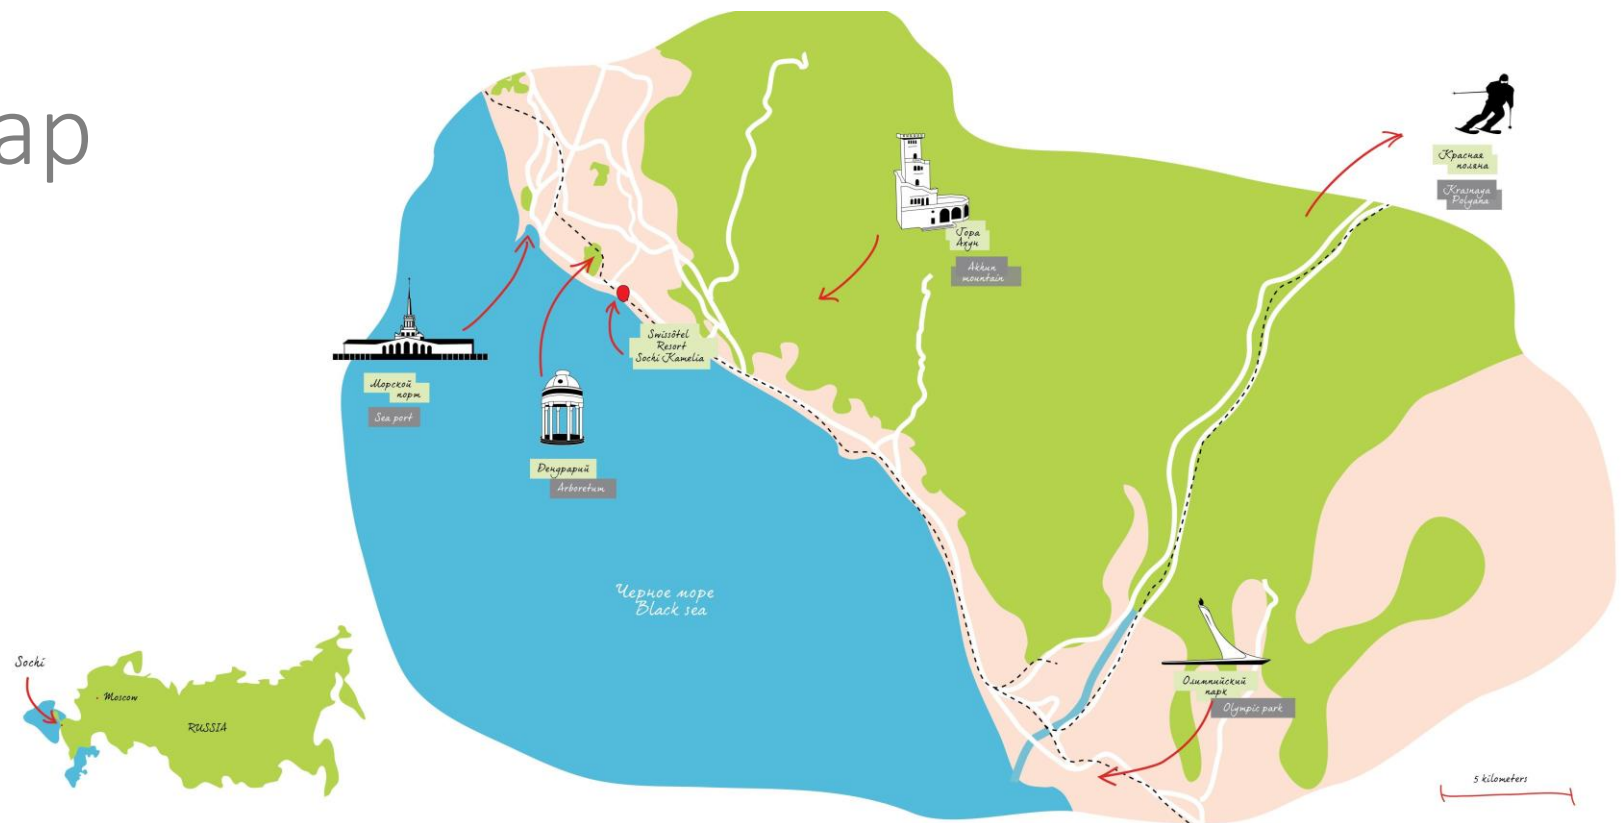 ap
Красная
поляна
Krasnaya
Polyana
Гора
Ахун
Akhun
mountain
Swissôtel
Resort
Sochi Kamelia
Морской
порт
Sea port
Дендрарий
Arboretum
Черное море
Black sea
Sochi
Moscow
RUSSIA
Олимпийский
парк
Olympic park
5 kilometers